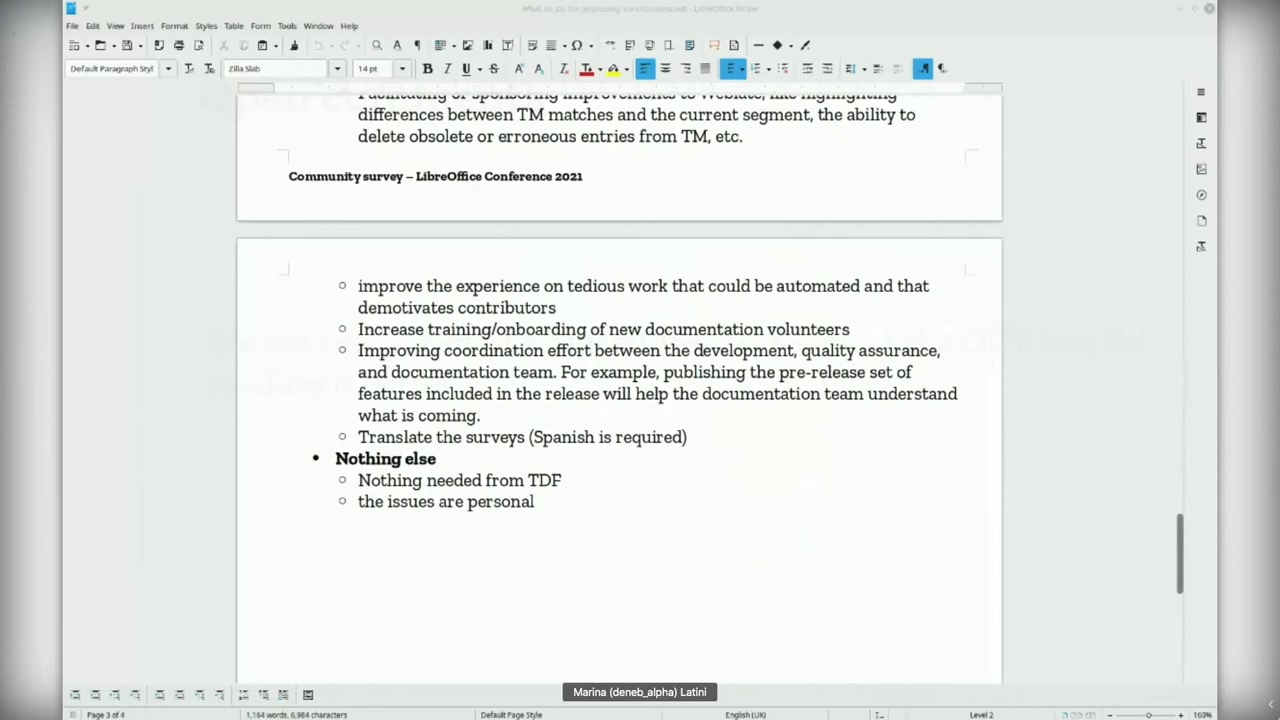 What_to_do_for_improving_contributions.odt - LibreOffice Writer
File Edit View Insert Format Styles Table Form Tools Window Help
Default Paragraph Styl Zilla Slab 14 pt
differences between TM matches and the current segment, the ability to
delete obsolete or erroneous entries from TM, etc.
Community survey – LibreOffice Conference 2021
improve the experience on tedious work that could be automated and that
demotivates contributors
Increase training/onboarding of new documentation volunteers
Improving coordination effort between the development, quality assurance,
and documentation team. For example, publishing the pre-release set of
features included in the release will help the documentation team understand
what is coming.
Translate the surveys (Spanish is required)
Nothing else
Nothing needed from TDF
the issues are personal
Marina (deneb_alpha) Latini
Page 3 of 4 1,164 words, 6,984 characters Default Page Style English (UK) Level 2 160%